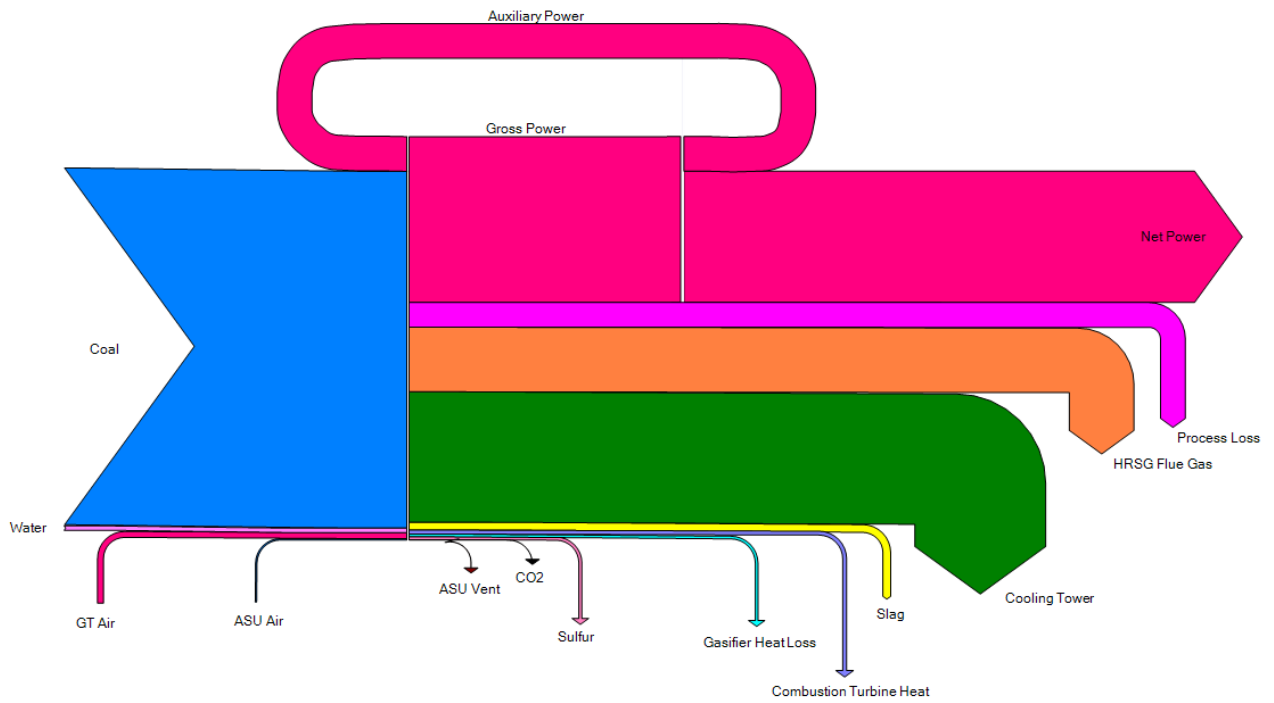 Auxiliary Power
Gross Power
Net Power
Coal
Process Loss
HRSG Flue Gas
Water
CO2
ASU Vent
Cooling Tower
Slag
GT Air
ASU Air
Sulfur
Gasifier Heat Loss
Combustion Turbine Heat